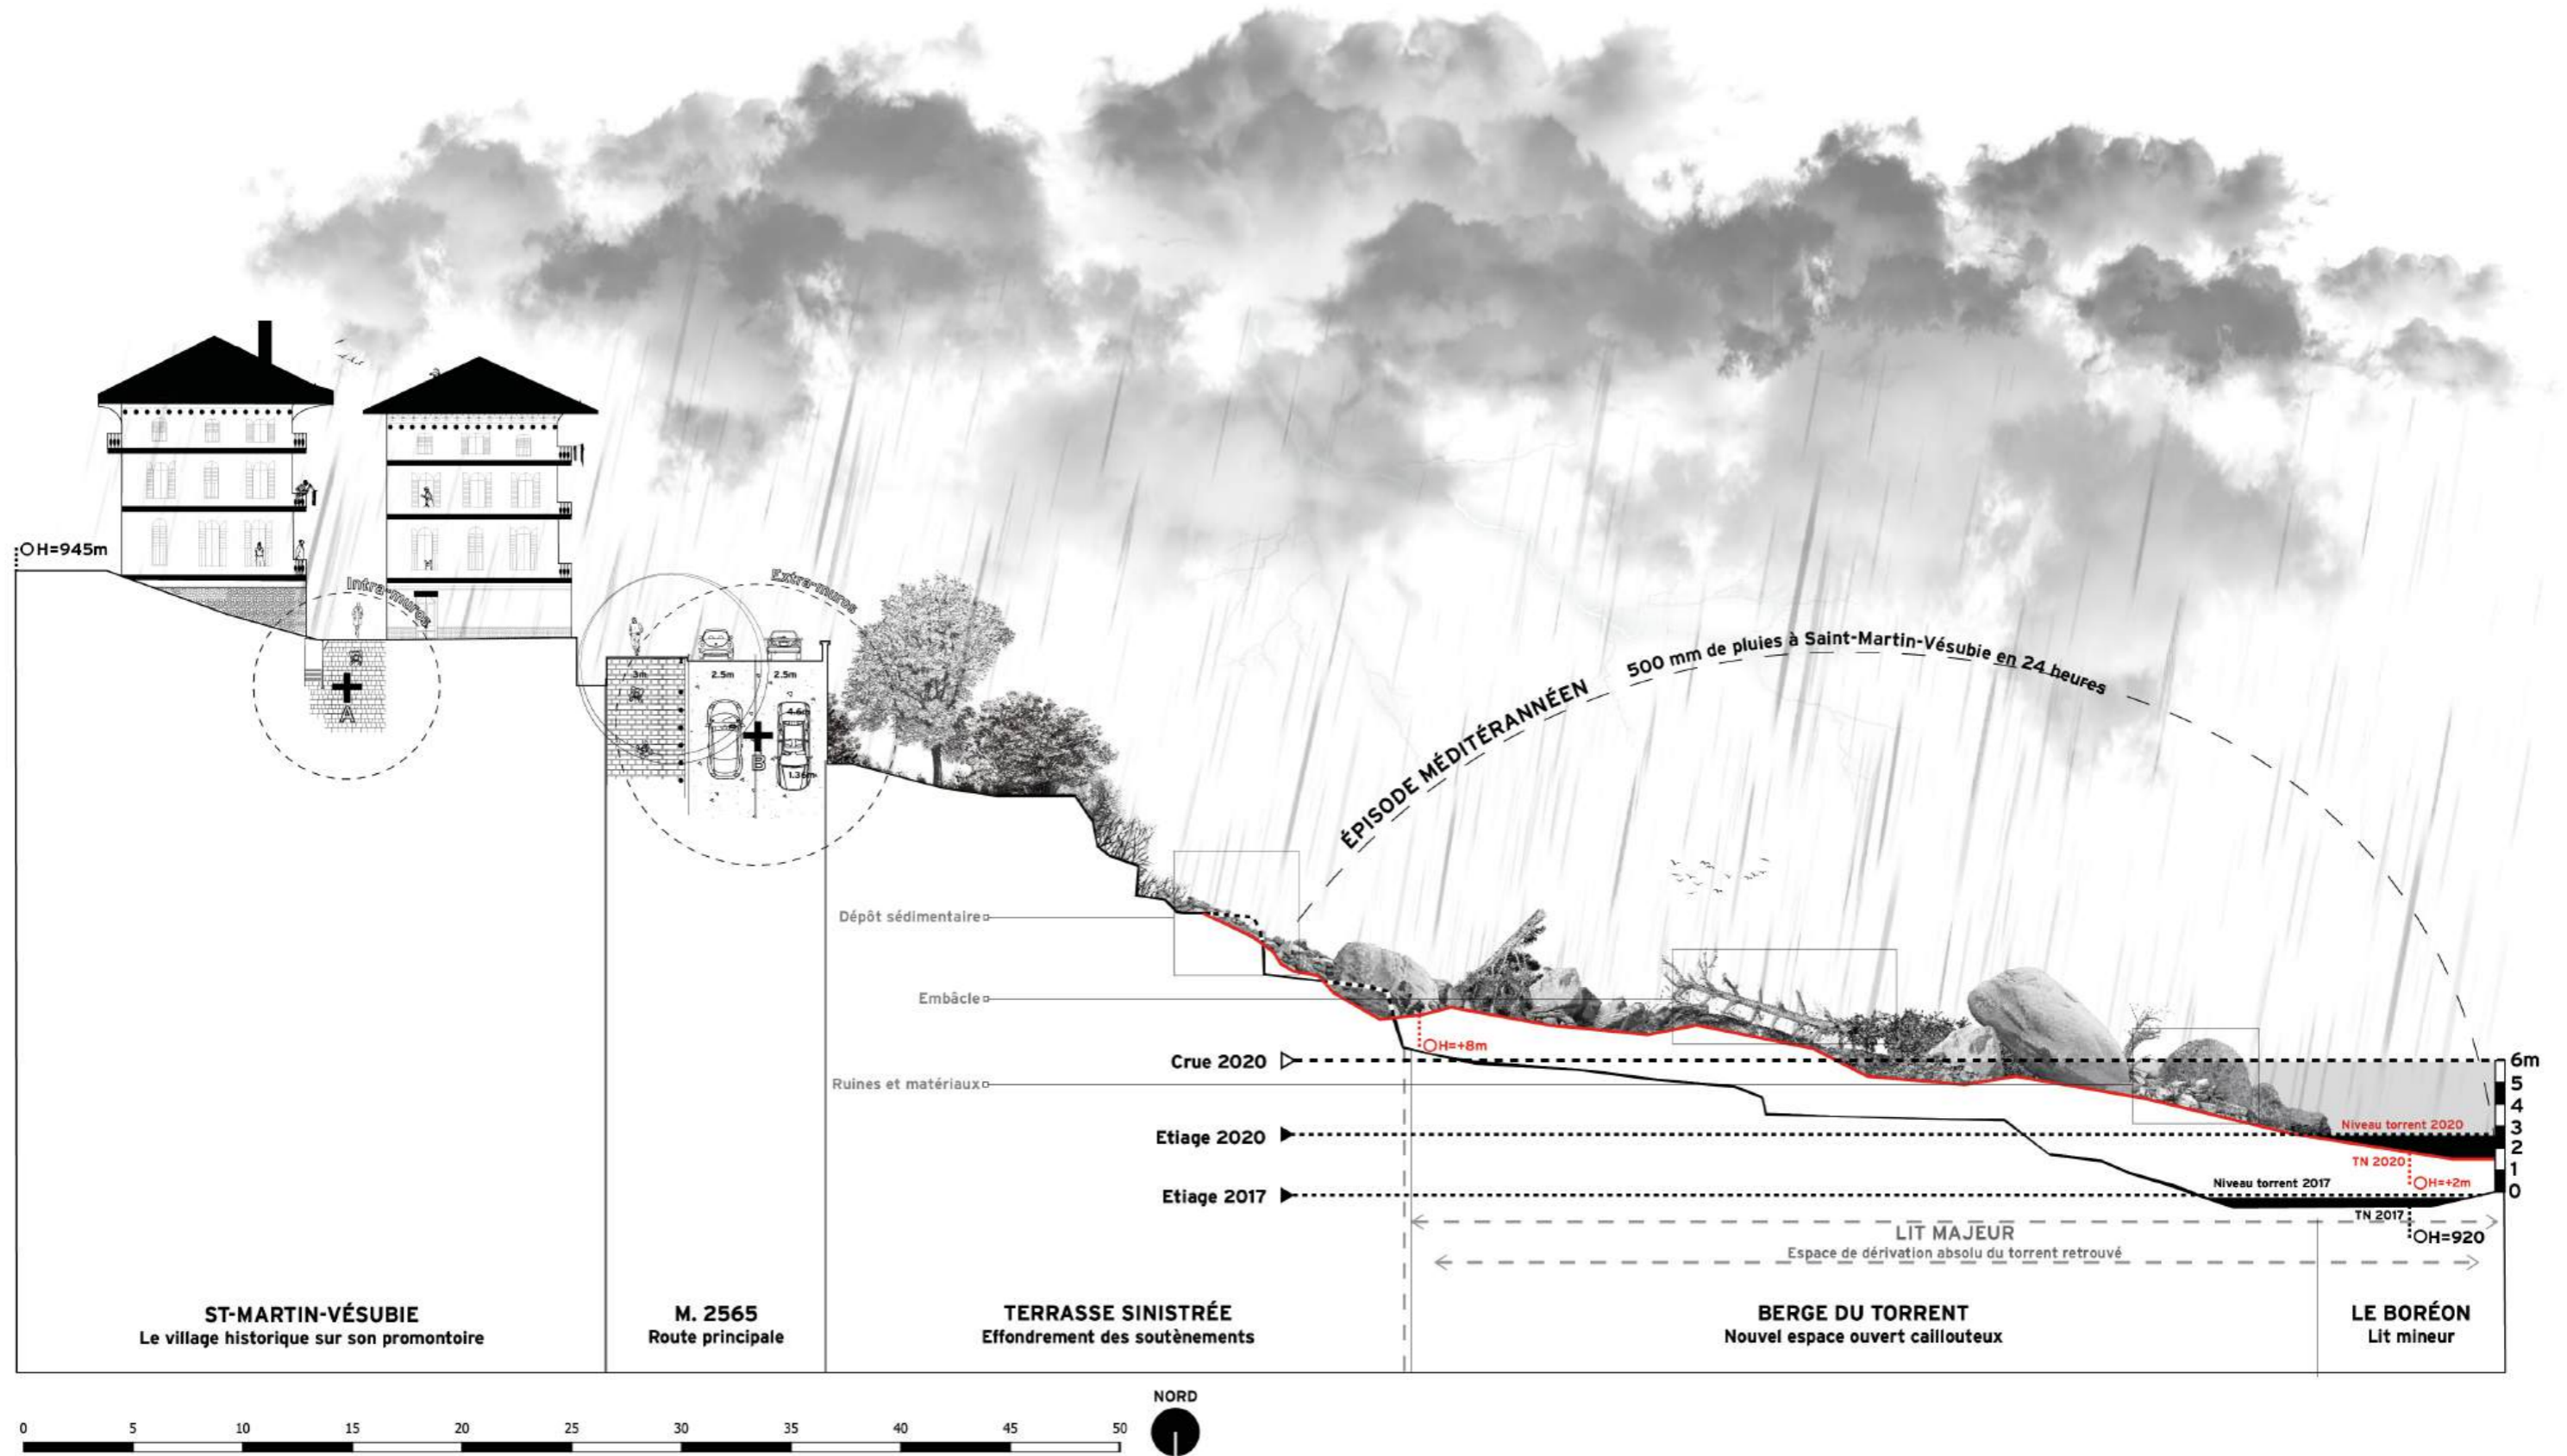 OH=945m
Intra-muros
Extra-muros
A
3m
2.5m
2.5m
4.6m
B
1.36m
ÉPISODE MÉDITÉRANNÉEN
500 mm de pluies à Saint-Martin-Vésubie en 24 heures
Dépôt sédimentaire
Embâcle
OH=+8m
Crue 2020
Ruines et matériaux
Etiage 2020
Etiage 2017
6m
5
4
3
2
1
0
Niveau torrent 2020
TN 2020
OH=+2m
Niveau torrent 2017
TN 2017
OH=920
LIT MAJEUR
Espace de dérivation absolu du torrent retrouvé
ST-MARTIN-VÉSUBIE
Le village historique sur son promontoire
M. 2565
Route principale
TERRASSE SINISTRÉE
Effondrement des soutènements
BERGE DU TORRENT
Nouvel espace ouvert caillouteux
LE BORÉON
Lit mineur
0 5 10 15 20 25 30 35 40 45 50
NORD